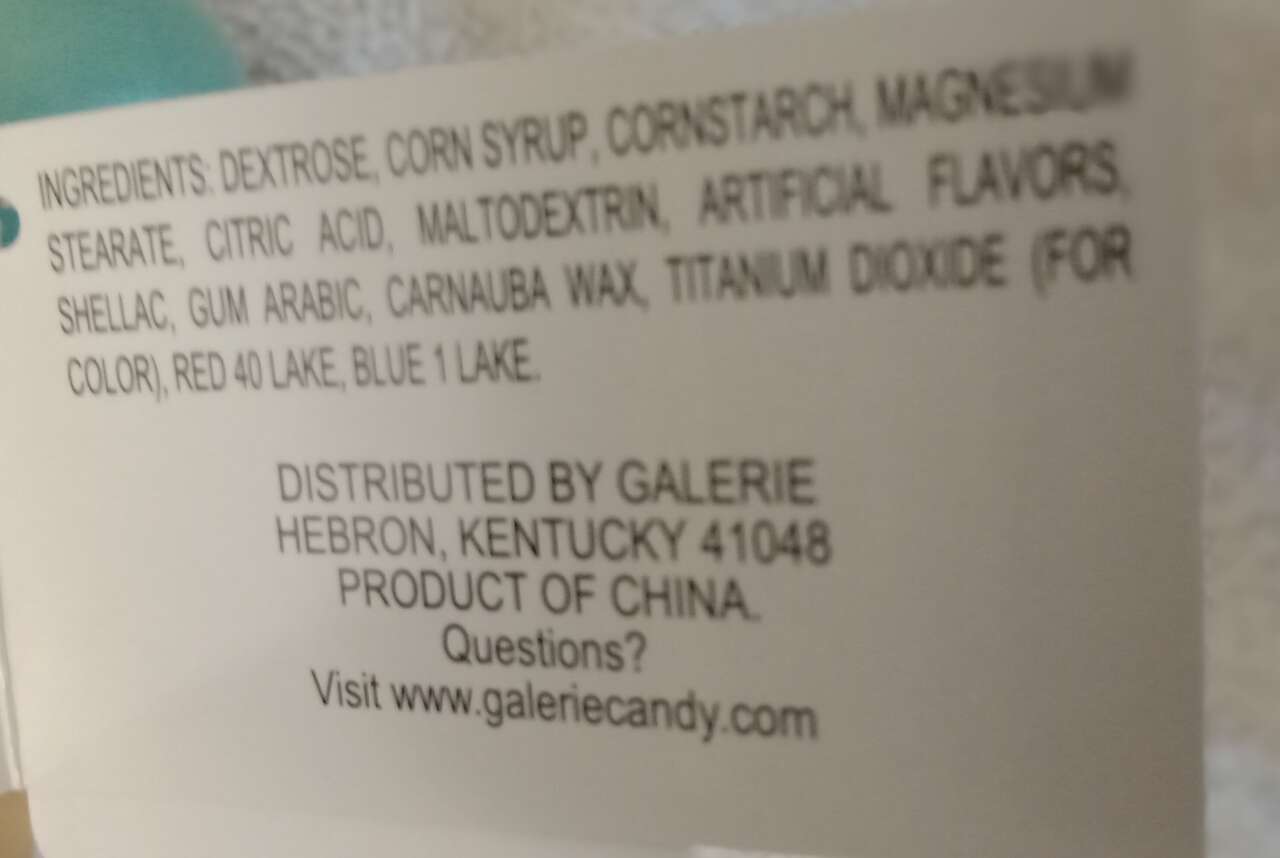 INGREDIENTS: DEXTROSE, CORN SYRUP, CORNSTARCH, MAGNESIUM
STEARATE, CITRIC ACID, MALTODEXTRIN, ARTIFICIAL FLAVORS,
SHELLAC, GUM ARABIC, CARNAUBA WAX, TITANIUM DIOXIDE (FOR
COLOR), RED 40 LAKE, BLUE 1 LAKE.
DISTRIBUTED BY GALERIE
HEBRON, KENTUCKY 41048
PRODUCT OF CHINA.
Questions?
Visit www.galeriecandy.com